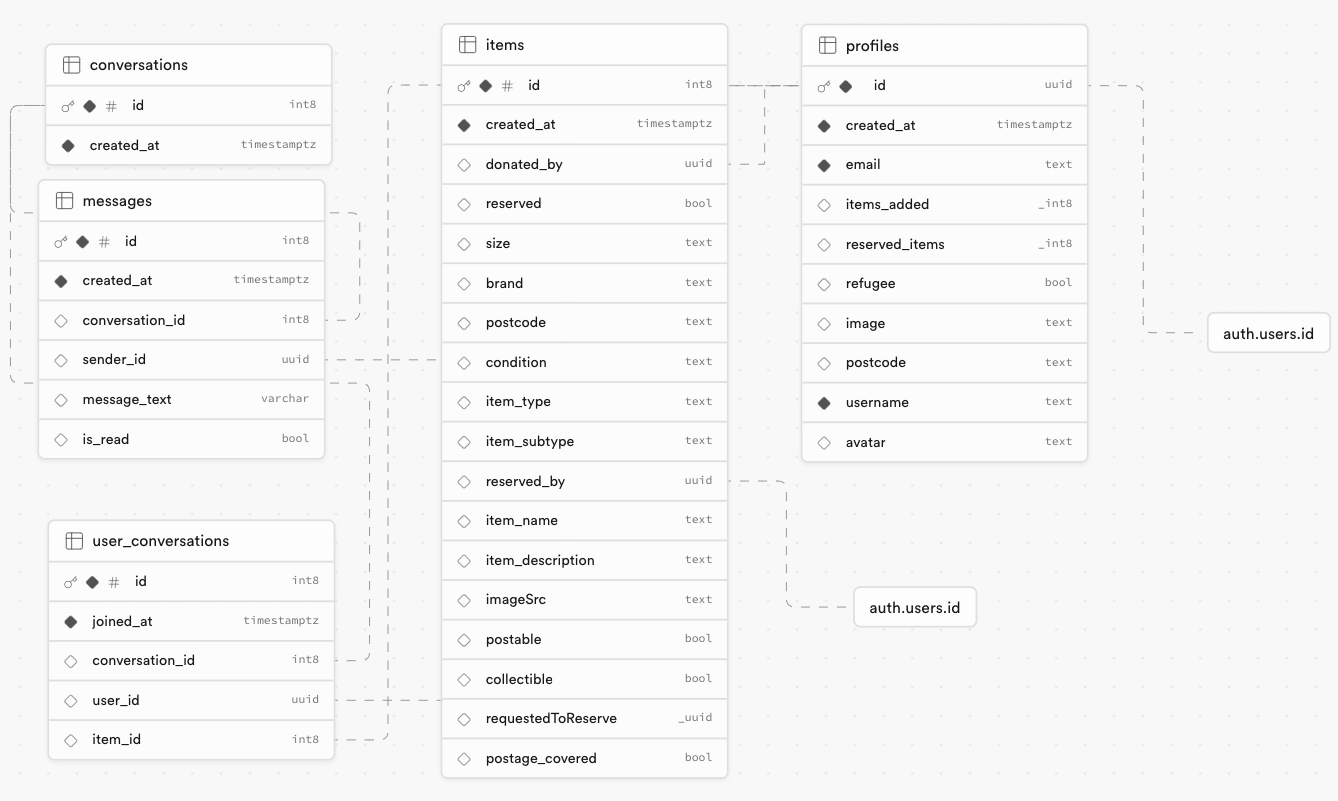 conversations
id int8
created_at timestamptz
messages
# id int8
created_at timestamptz
conversation_id int8
sender_id uuid
message_text varchar
is_read bool
user_conversations
# id int8
joined_at timestamptz
conversation_id int8
user_id uuid
item_id int8
items
# id int8
created_at timestamptz
donated_by uuid
reserved bool
size text
brand text
postcode text
condition text
item_type text
item_subtype text
reserved_by uuid
item_name text
item_description text
imageSrc text
postable bool
collectible bool
requestedToReserve _uuid
postage_covered bool
profiles
id uuid
created_at timestamptz
email text
items_added _int8
reserved_items _int8
refugee bool
image text
postcode text
username text
avatar text
auth.users.id
auth.users.id